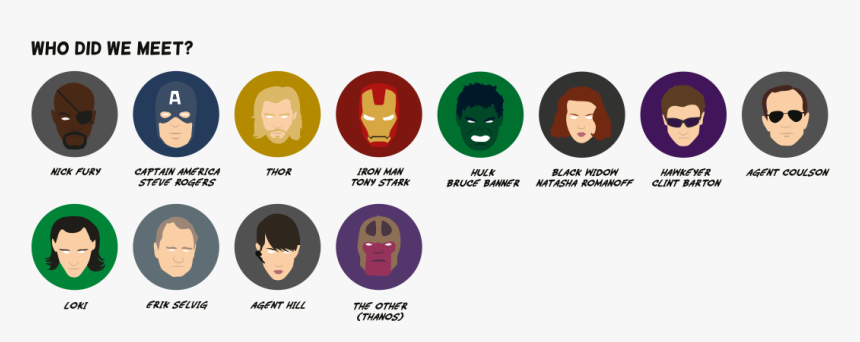 WHO DID WE MEET?
A
NICK FURY
CAPTAIN AMERICA
STEVE ROGERS
THOR
IRON MAN
TONY STARK
HULK
BRUCE BANNER
BLACK WIDOW
NATASHA ROMANOFF
HAWKEYER
CLINT BARTON
AGENT COULSON
LOKI
ERIK SELVIG
AGENT HILL
THE OTHER
(THANOS)